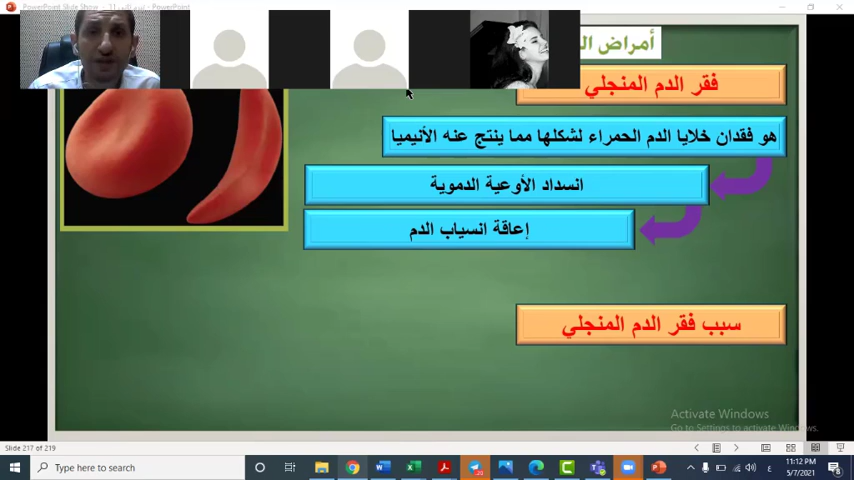 PowerPoint Slide Show
PowerPoint
أمراض
فقر الدم المنجلي
هو فقدان خلايا الدم الحمراء لشكلها مما ينتج عنه الأنيميا
انسداد الأوعية الدموية
إعاقة انسياب الدم
سبب فقر الدم المنجلي
Activate Windows
Go to Settings to activate Windows.
Slide 217 of 219
Type here to search
ع
11:12 PM
5/7/2021